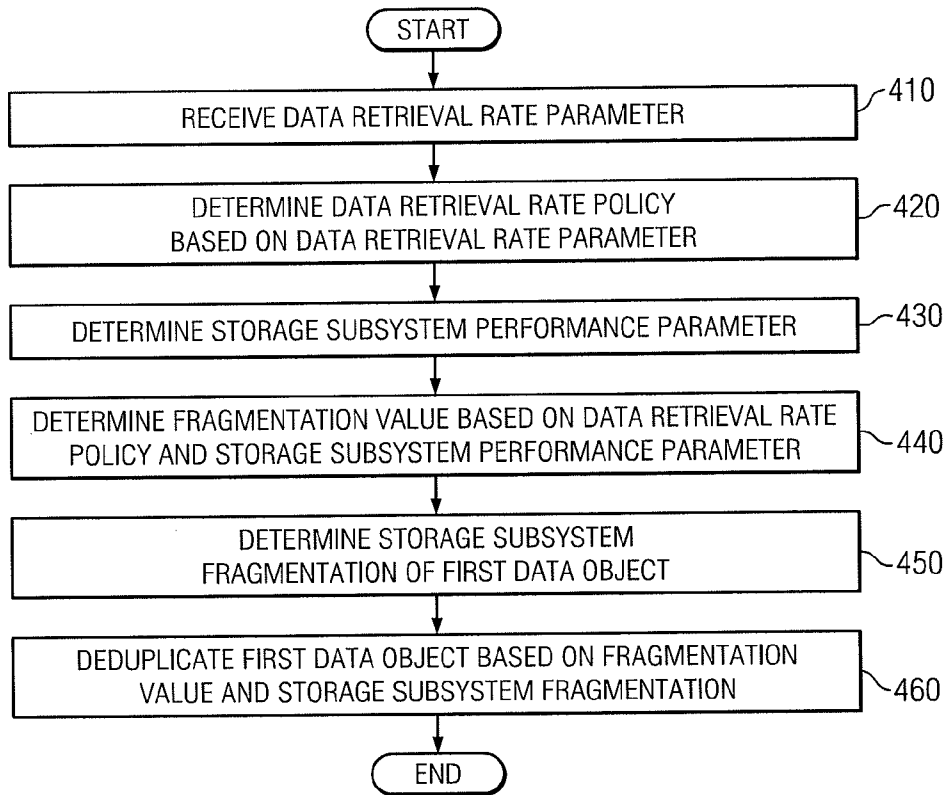 START
RECEIVE DATA RETRIEVAL RATE PARAMETER
410
DETERMINE DATA RETRIEVAL RATE POLICY
BASED ON DATA RETRIEVAL RATE PARAMETER
420
DETERMINE STORAGE SUBSYSTEM PERFORMANCE PARAMETER
430
DETERMINE FRAGMENTATION VALUE BASED ON DATA RETRIEVAL RATE
POLICY AND STORAGE SUBSYSTEM PERFORMANCE PARAMETER
440
DETERMINE STORAGE SUBSYSTEM
FRAGMENTATION OF FIRST DATA OBJECT
450
DEDUPLICATE FIRST DATA OBJECT BASED ON FRAGMENTATION
VALUE AND STORAGE SUBSYSTEM FRAGMENTATION
460
END